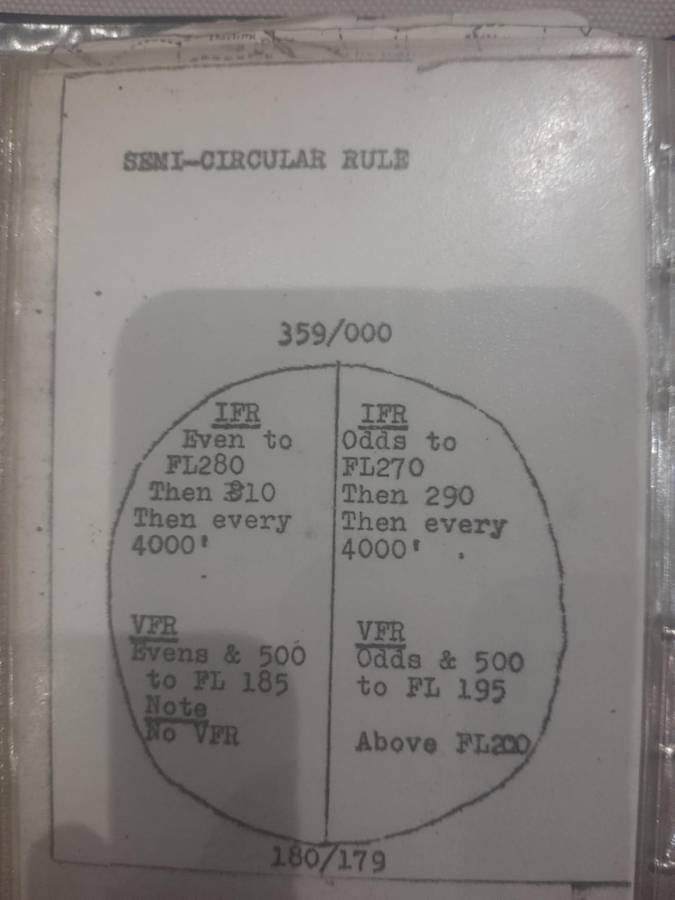 SEMI-CIRCULAR RULE
359/000
IFR
Even to
FL280
Then 310
Then every
4000'
VFR
Evens & 500
to FL 185
Note
No VFR
IFR
Odds to
FL270
Then 290
Then every
4000'
VFR
Odds & 500
to FL 195
Above FL200
180/179